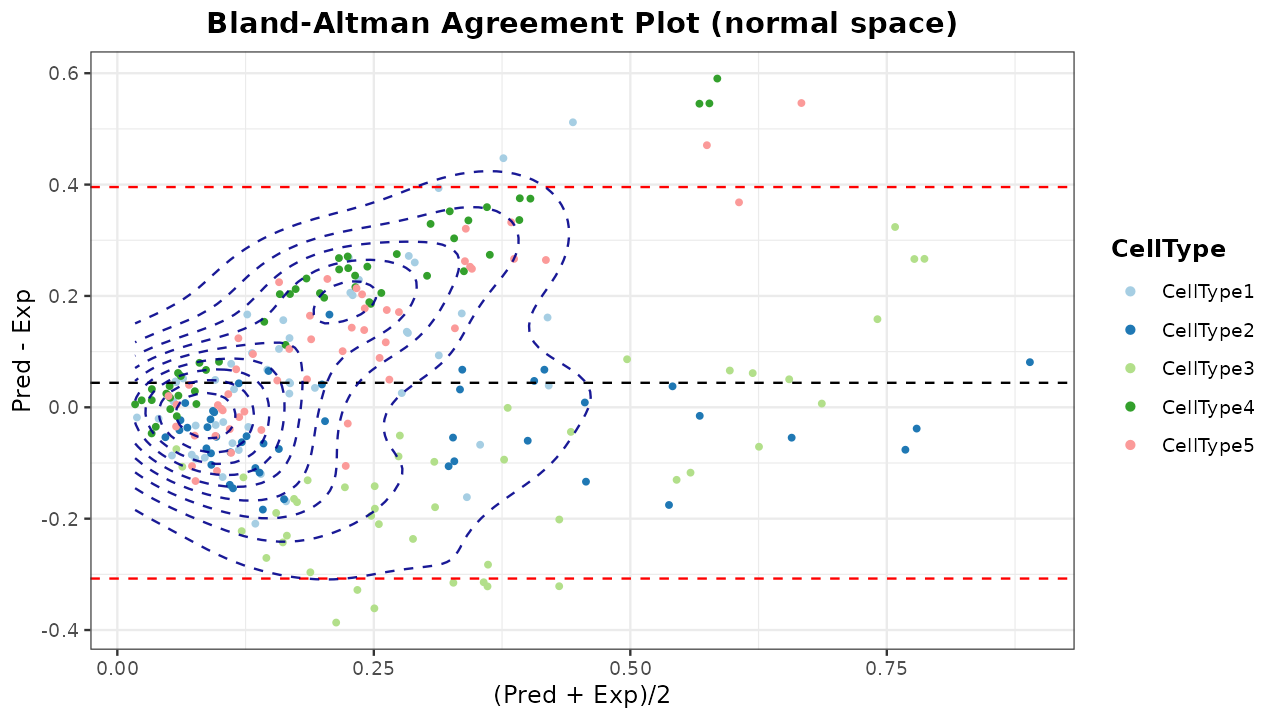 Bland-Altman Agreement Plot (normal space)
Pred - Exp
0.6
0.4
0.2
0.0
-0.2
-0.4
0.00 0.25 0.50 0.75
(Pred + Exp)/2
CellType
CellType1
CellType2
CellType3
CellType4
CellType5